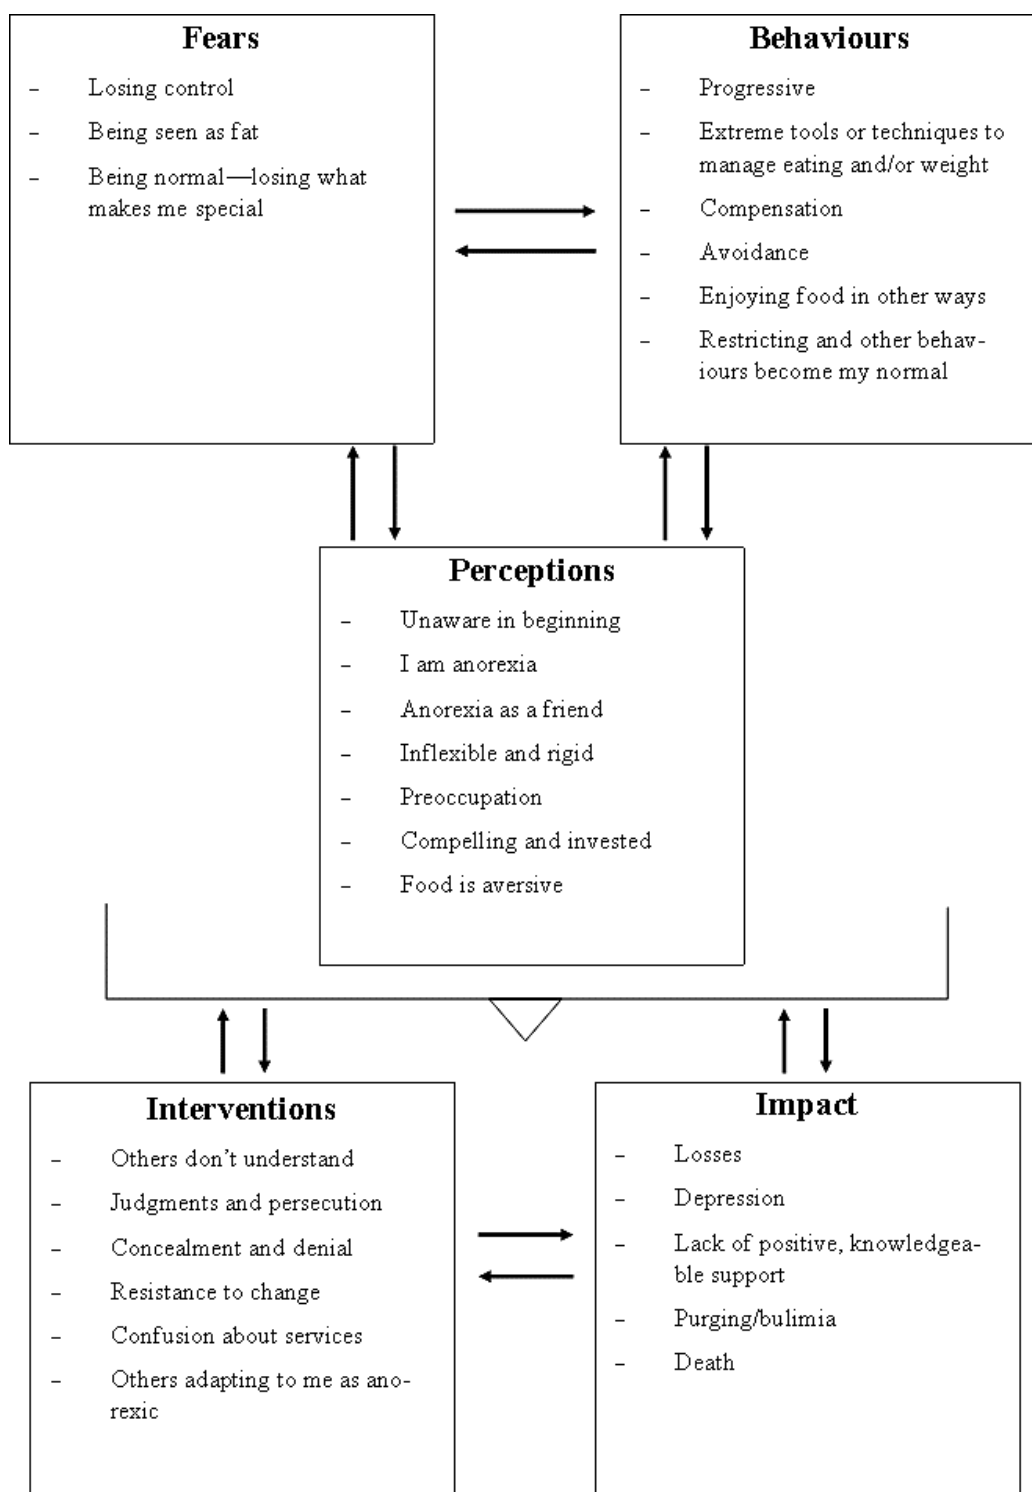 Fears
– Losing control
– Being seen as fat
– Being normal—losing what
makes me special
Behaviours
– Progressive
– Extreme tools or techniques to
manage eating and/or weight
– Compensation
– Avoidance
– Enjoying food in other ways
– Restricting and other behav-
iours become my normal
Perceptions
– Unaware in beginning
– I am anorexia
– Anorexia as a friend
– Inflexible and rigid
– Preoccupation
– Compelling and invested
– Food is aversive
Interventions
– Others don’t understand
– Judgments and persecution
– Concealment and denial
– Resistance to change
– Confusion about services
– Others adapting to me as ano-
rexic
Impact
– Losses
– Depression
– Lack of positive, knowledgea-
ble support
– Purging/bulimia
– Death